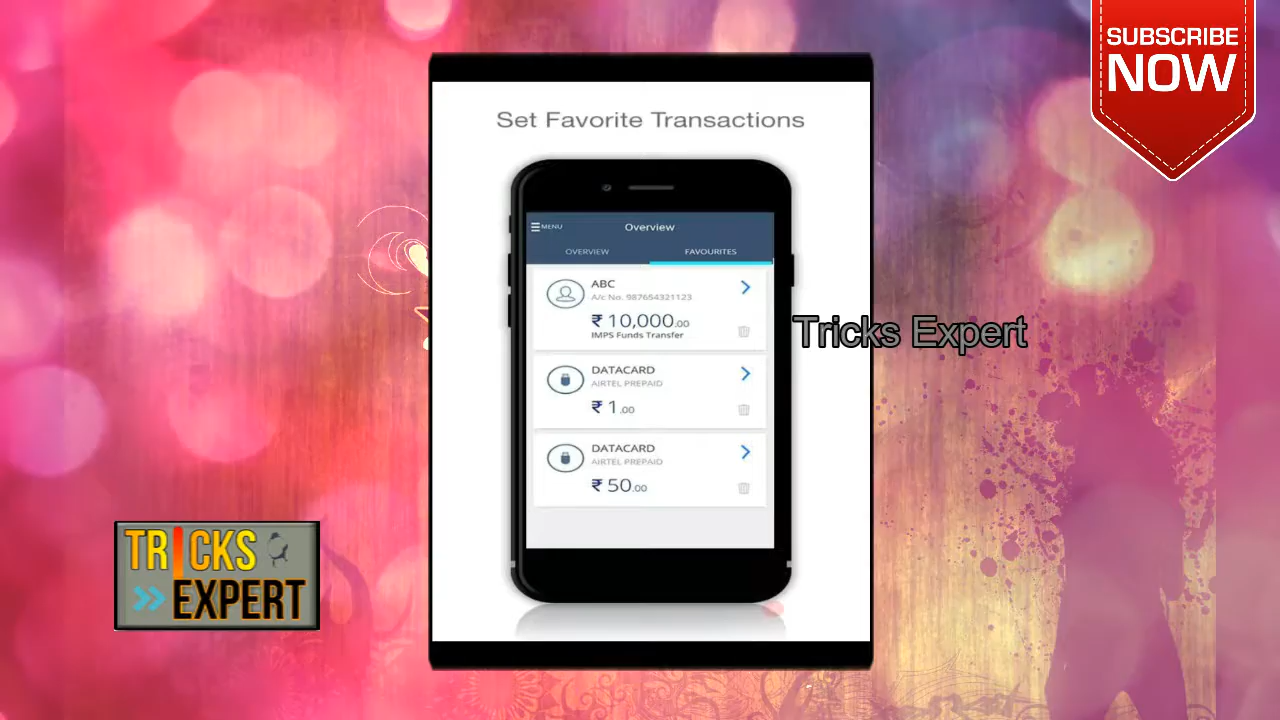 SUBSCRIBE
NOW
Set Favorite Transactions
MENU
Overview
OVERVIEW
FAVOURITES
ABC
A/c No. 987654321123
₹ 10,000.00
IMPS Funds Transfer
Tricks Expert
DATACARD
AIRTEL PREPAID
₹ 1.00
DATACARD
AIRTEL PREPAID
₹ 50.00
TRICKS
EXPERT